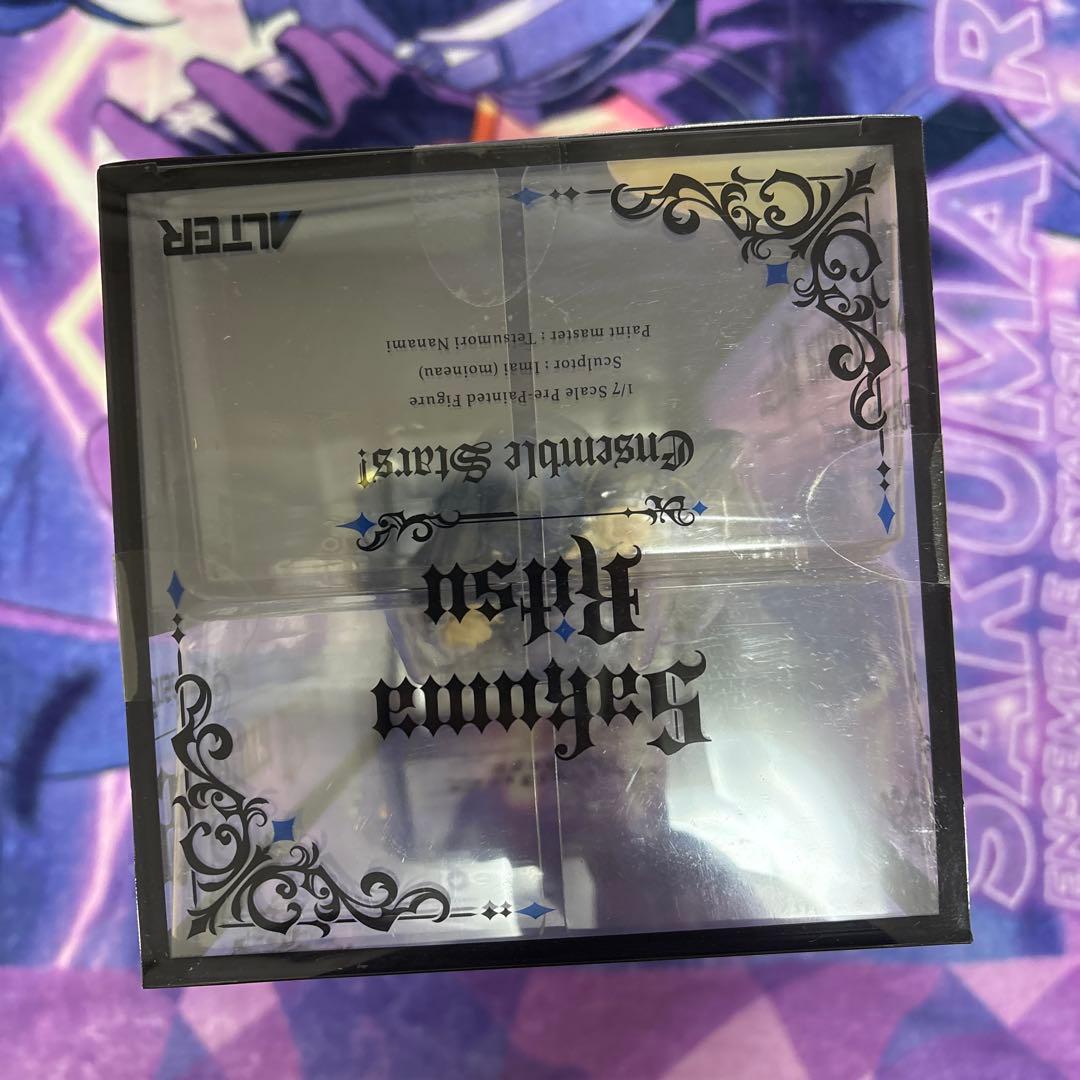 Sakuma
Ritsu
Ensemble Stars!
1/7 Scale Pre-Painted Figure
Sculptor : Imai (moineau)
Paint master : Tetsumori Nanami
ALTER
SAKUMA R
ENSEMBLE STARS!!